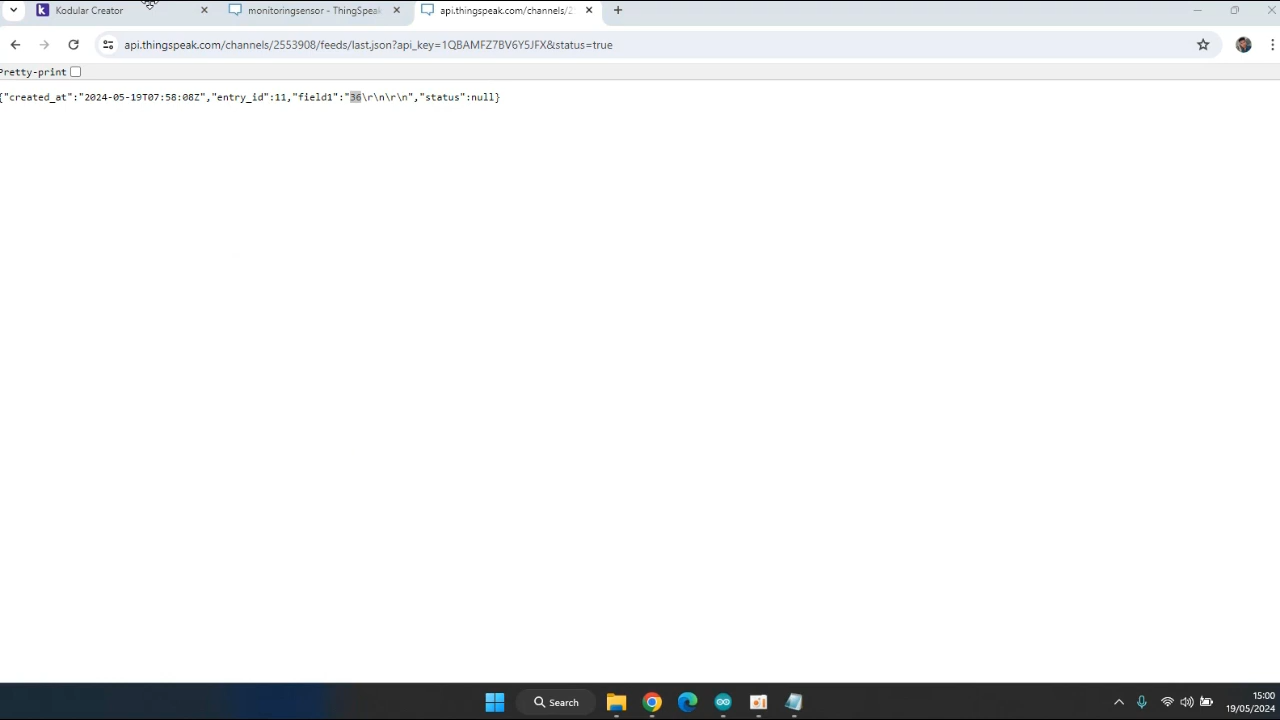 Kodular Creator
monitoringsensor - ThingSpeak
api.thingspeak.com/channels/2
api.thingspeak.com/channels/2553908/feeds/last.json?api_key=1QBAMFZ7BV6Y5JFX&status=true
Pretty-print
{"created_at":"2024-05-19T07:58:08Z","entry_id":11,"field1":"36\r\n\r\n","status":null}
Search
15:00
19/05/2024